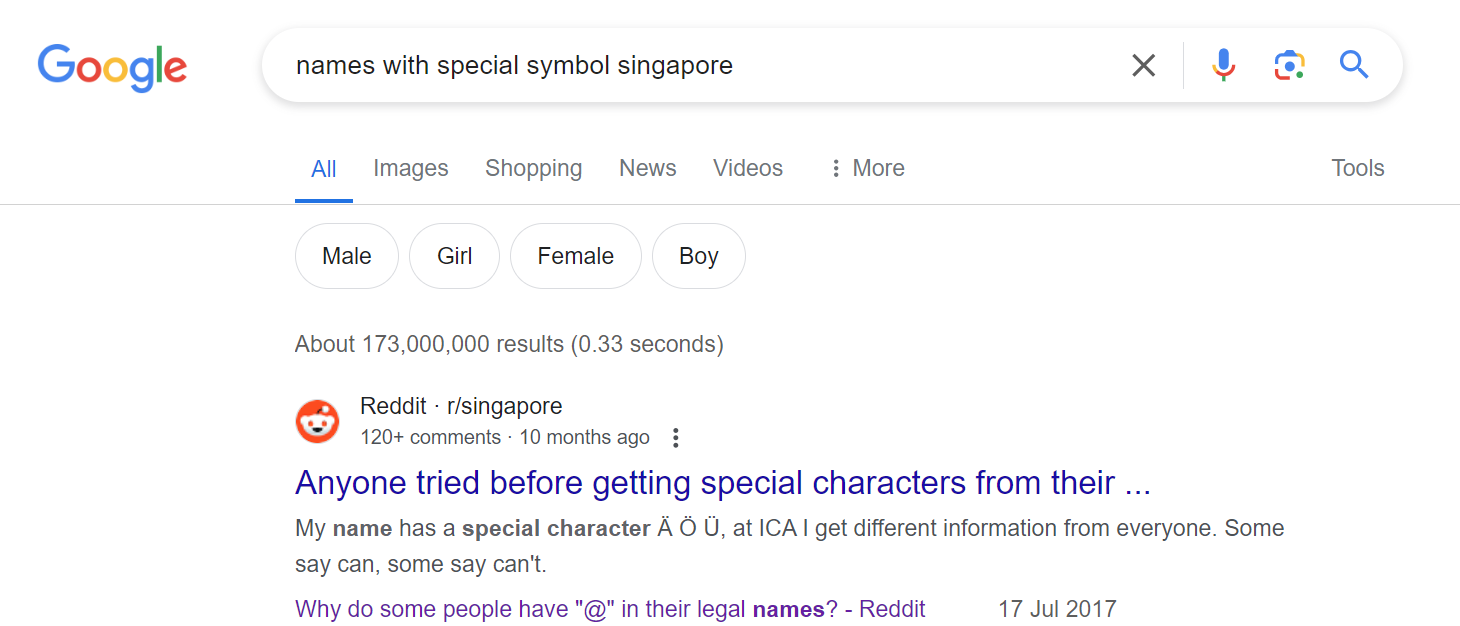 Google
names with special symbol singapore
All Images Shopping News Videos More Tools
Male Girl Female Boy
About 173,000,000 results (0.33 seconds)
Reddit · r/singapore
120+ comments · 10 months ago
Anyone tried before getting special characters from their ...
My name has a special character Ä Ö Ü, at ICA I get different information from everyone. Some
say can, some say can't.
Why do some people have "@" in their legal names? - Reddit 17 Jul 2017